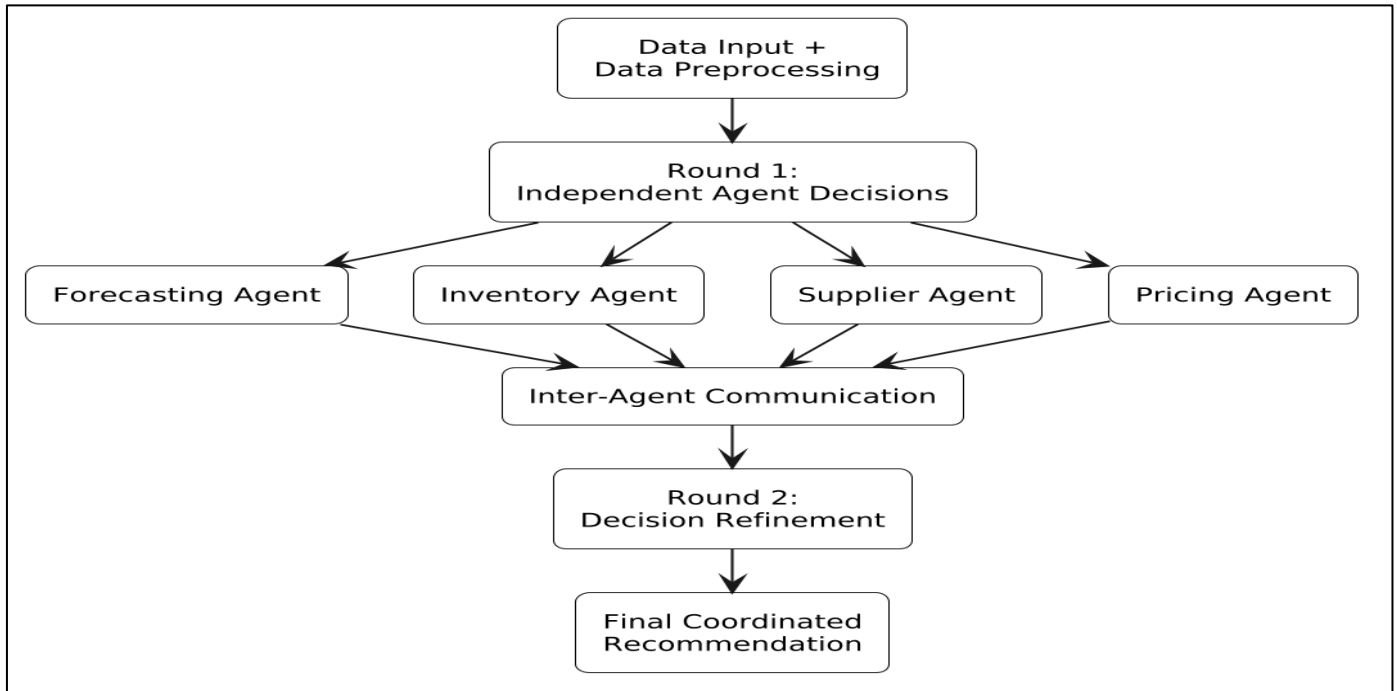 Data Input +
Data Preprocessing
Round 1:
Independent Agent Decisions
Forecasting Agent
Inventory Agent
Supplier Agent
Pricing Agent
Inter-Agent Communication
Round 2:
Decision Refinement
Final Coordinated
Recommendation